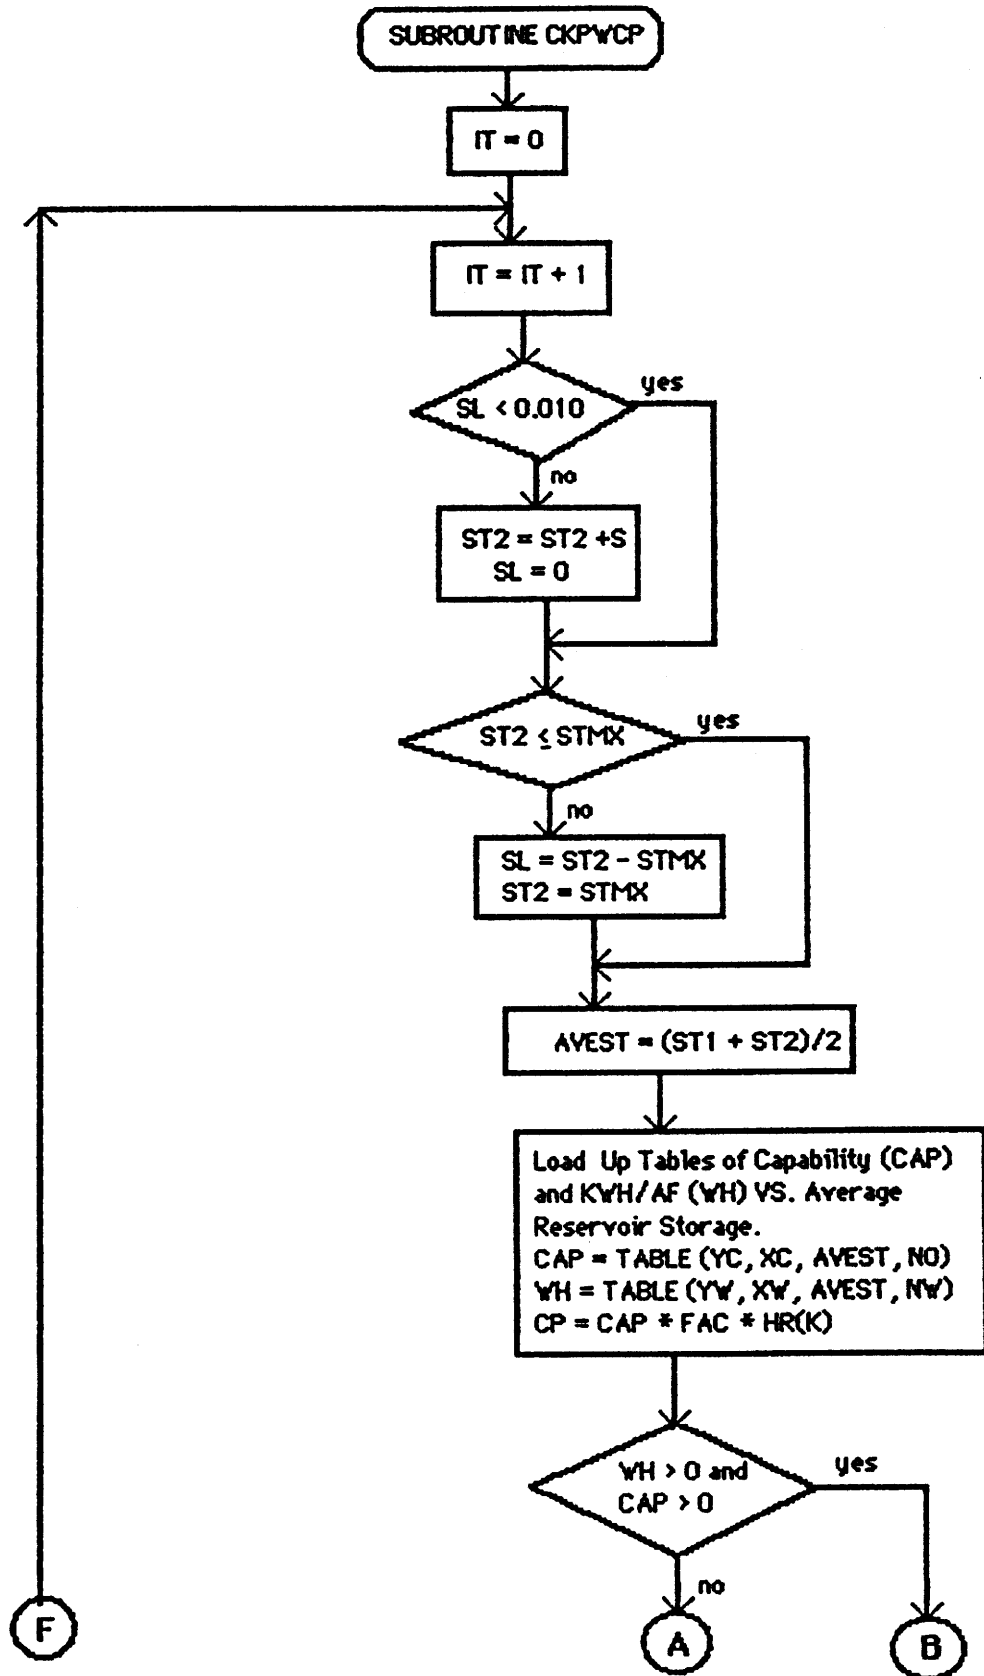 SUBROUTINE CKPWCP
IT = 0
IT = IT + 1
SL < 0.010
yes
no
ST2 = ST2 +S
SL = 0
ST2 ≤ STMX
yes
no
SL = ST2 - STMX
ST2 = STMX
AVEST = (ST1 + ST2)/2
Load Up Tables of Capability (CAP)
and KWH/AF (WH) VS. Average
Reservoir Storage.
CAP = TABLE (YC, XC, AVEST, NO)
WH = TABLE (YW, XW, AVEST, NW)
CP = CAP * FAC * HR(K)
WH > 0 and
CAP > 0
yes
no
F
A
B